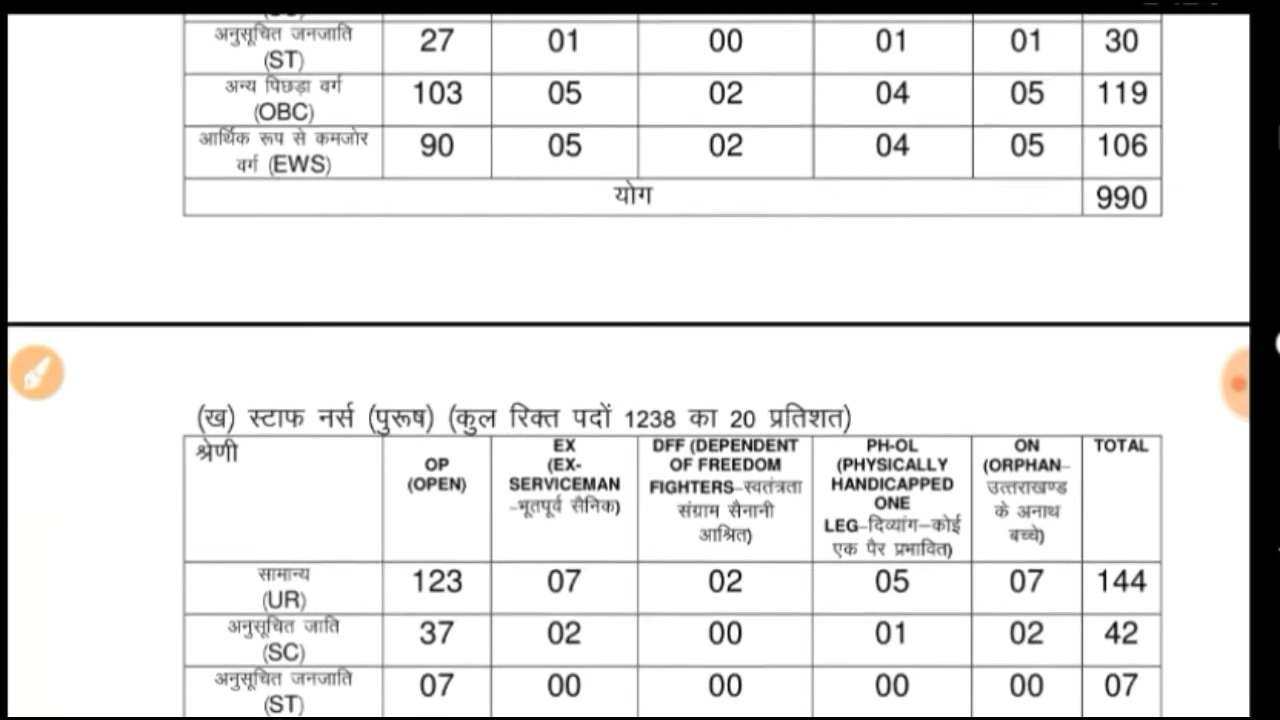 अनुसूचित जनजाति (ST) 27 01 00 01 01 30
अन्य पिछड़ा वर्ग (OBC) 103 05 02 04 05 119
आर्थिक रूप से कमजोर वर्ग (EWS) 90 05 02 04 05 106
योग 990
(ख) स्टाफ नर्स (पुरूष) (कुल रिक्त पदों 1238 का 20 प्रतिशत)
श्रेणी
OP (OPEN)
EX (EX-SERVICEMAN –भूतपूर्व सैनिक)
DFF (DEPENDENT OF FREEDOM FIGHTERS–स्वतंत्रता संग्राम सैनानी आश्रित)
PH-OL (PHYSICALLY HANDICAPPED ONE LEG–दिव्यांग–कोई एक पैर प्रभावित)
ON (ORPHAN–उत्तराखण्ड के अनाथ बच्चे)
TOTAL
सामान्य (UR) 123 07 02 05 07 144
अनुसूचित जाति (SC) 37 02 00 01 02 42
अनुसूचित जनजाति (ST) 07 00 00 00 00 07